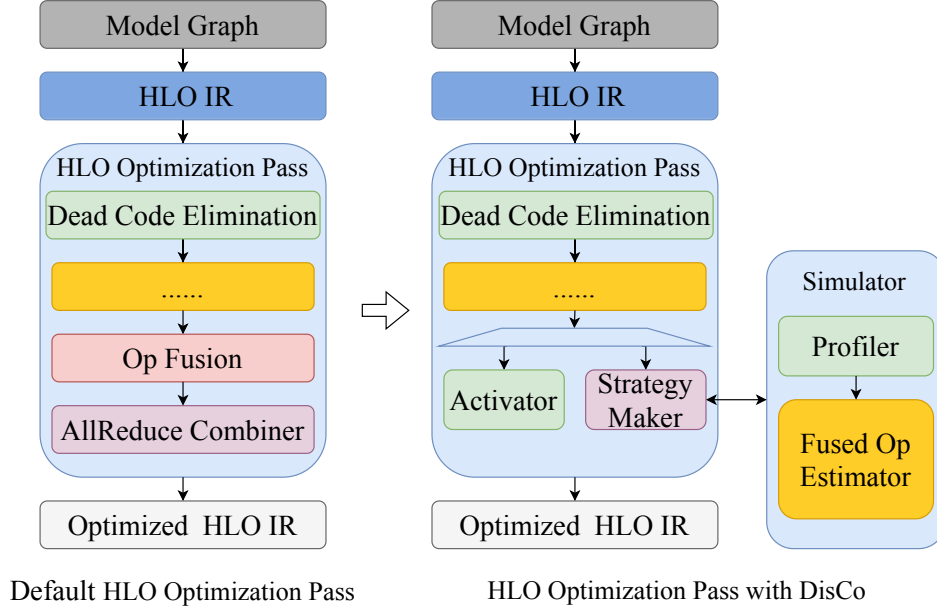 Model Graph
HLO IR
HLO Optimization Pass
Dead Code Elimination
......
Op Fusion
AllReduce Combiner
Optimized HLO IR
Default HLO Optimization Pass
Model Graph
HLO IR
HLO Optimization Pass
Dead Code Elimination
......
Activator
Strategy
Maker
Optimized HLO IR
Simulator
Profiler
Fused Op
Estimator
HLO Optimization Pass with DisCo